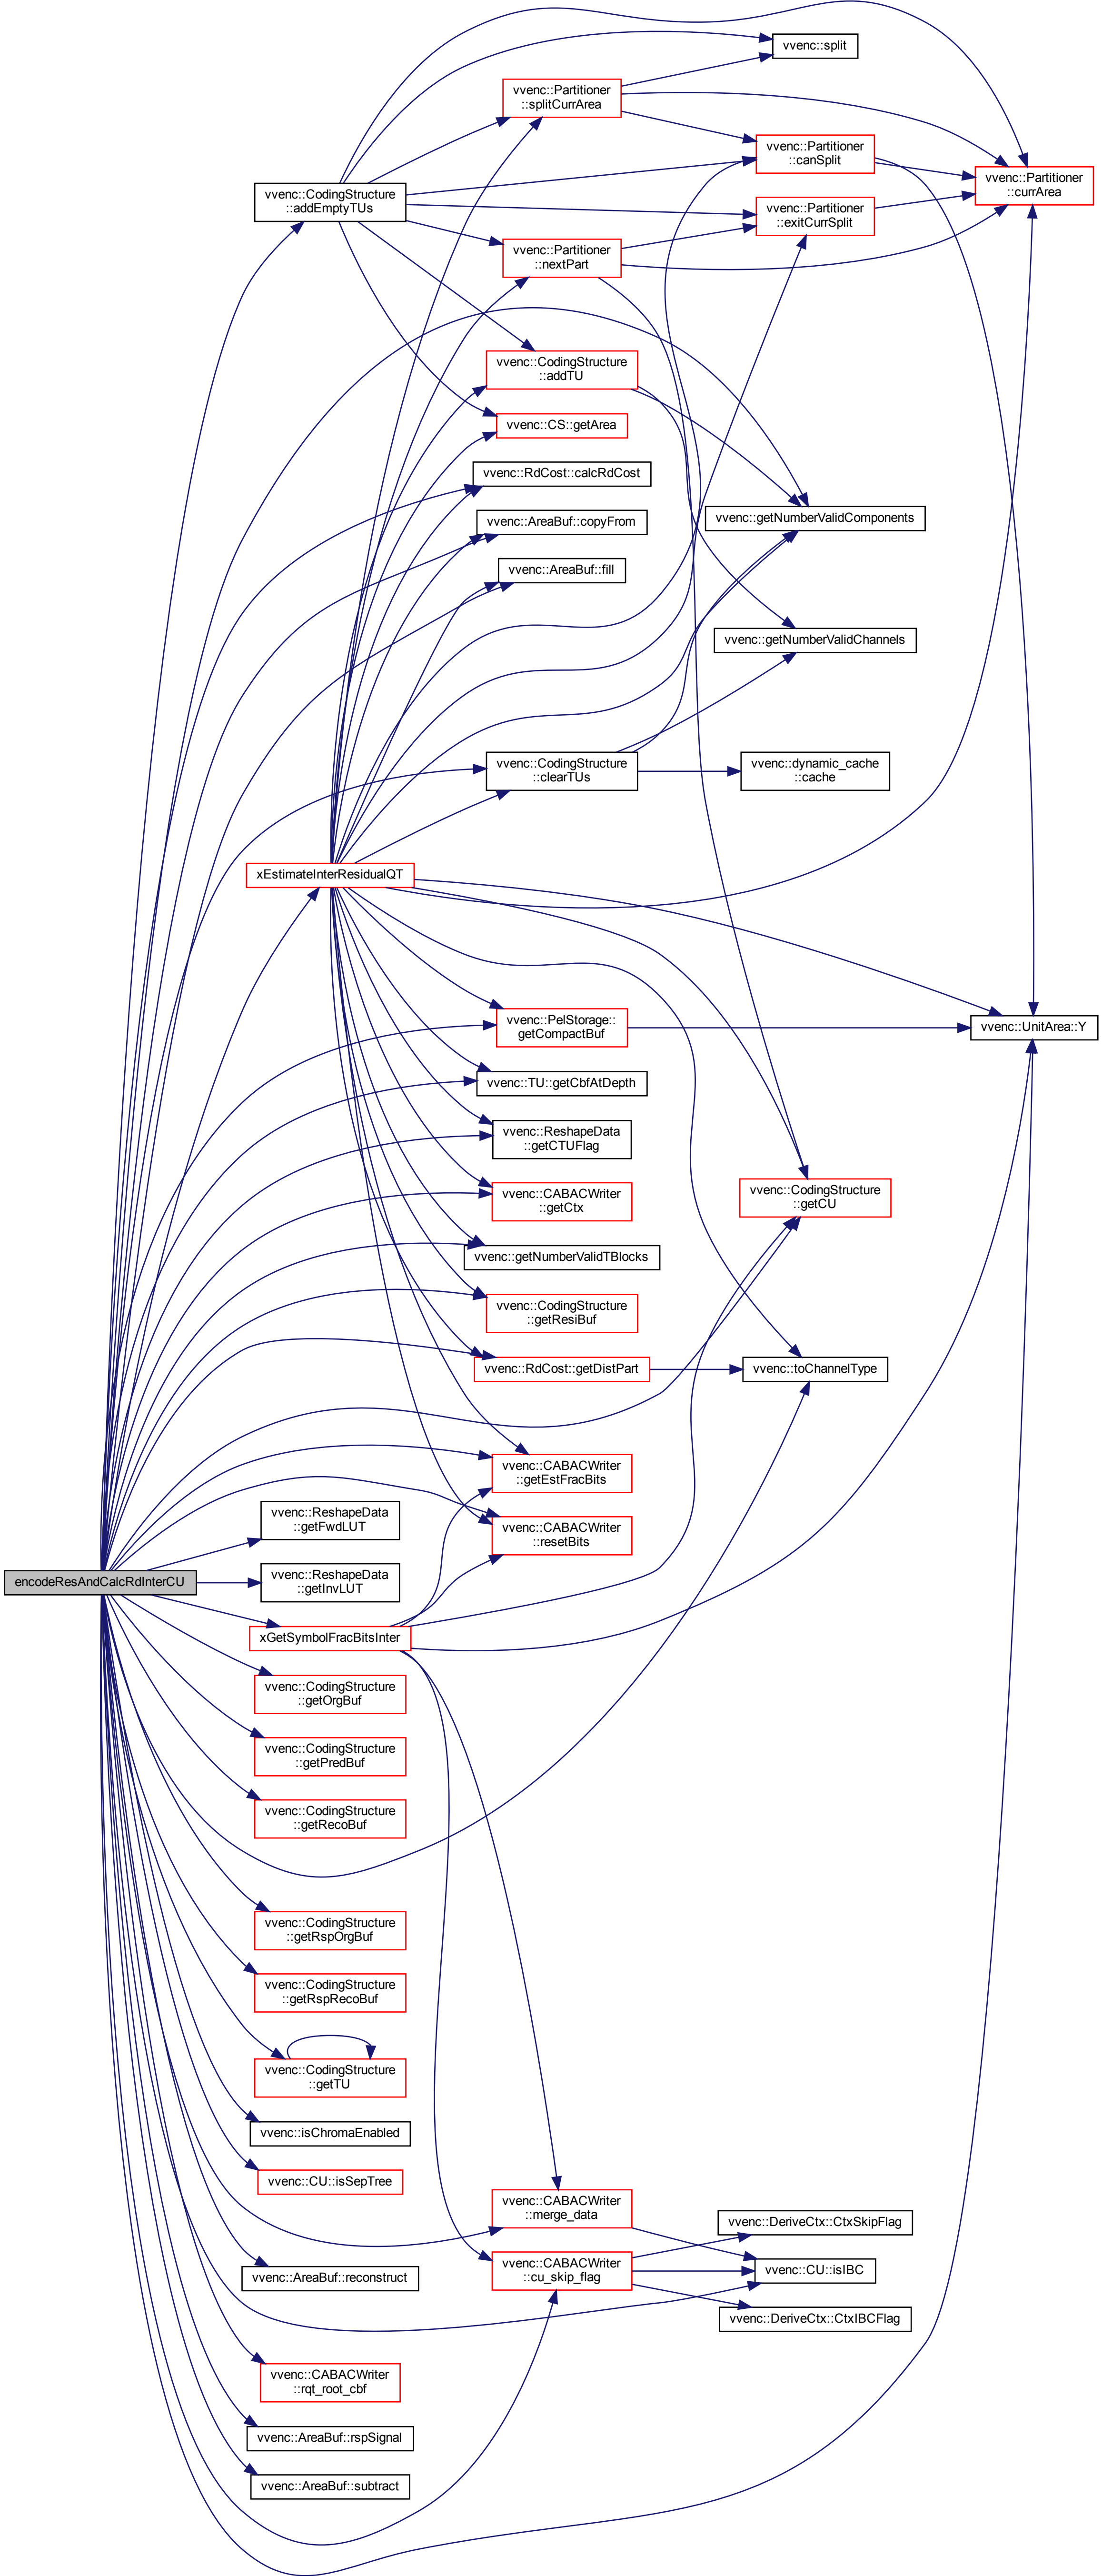 vvenc::split
vvenc::Partitioner
::splitCurrArea
vvenc::Partitioner
::canSplit
vvenc::Partitioner
::currArea
vvenc::CodingStructure
::addEmptyTUs
vvenc::Partitioner
::exitCurrSplit
vvenc::Partitioner
::nextPart
vvenc::CodingStructure
::addTU
vvenc::CS::getArea
vvenc::RdCost::calcRdCost
vvenc::AreaBuf::copyFrom
vvenc::getNumberValidComponents
vvenc::AreaBuf::fill
vvenc::getNumberValidChannels
vvenc::CodingStructure
::clearTUs
vvenc::dynamic_cache
::cache
xEstimateInterResidualQT
vvenc::PelStorage::
getCompactBuf
vvenc::UnitArea::Y
vvenc::TU::getCbfAtDepth
vvenc::ReshapeData
::getCTUFlag
vvenc::CABACWriter
::getCtx
vvenc::CodingStructure
::getCU
vvenc::getNumberValidTBlocks
vvenc::CodingStructure
::getResiBuf
vvenc::RdCost::getDistPart
vvenc::toChannelType
vvenc::CABACWriter
::getEstFracBits
vvenc::ReshapeData
::getFwdLUT
vvenc::CABACWriter
::resetBits
encodeResAndCalcRdInterCU
vvenc::ReshapeData
::getInvLUT
xGetSymbolFracBitsInter
vvenc::CodingStructure
::getOrgBuf
vvenc::CodingStructure
::getPredBuf
vvenc::CodingStructure
::getRecoBuf
vvenc::CodingStructure
::getRspOrgBuf
vvenc::CodingStructure
::getRspRecoBuf
vvenc::CodingStructure
::getTU
vvenc::isChromaEnabled
vvenc::CU::isSepTree
vvenc::CABACWriter
::merge_data
vvenc::DeriveCtx::CtxSkipFlag
vvenc::AreaBuf::reconstruct
vvenc::CABACWriter
::cu_skip_flag
vvenc::CU::isIBC
vvenc::DeriveCtx::CtxIBCFlag
vvenc::CABACWriter
::rqt_root_cbf
vvenc::AreaBuf::rspSignal
vvenc::AreaBuf::subtract